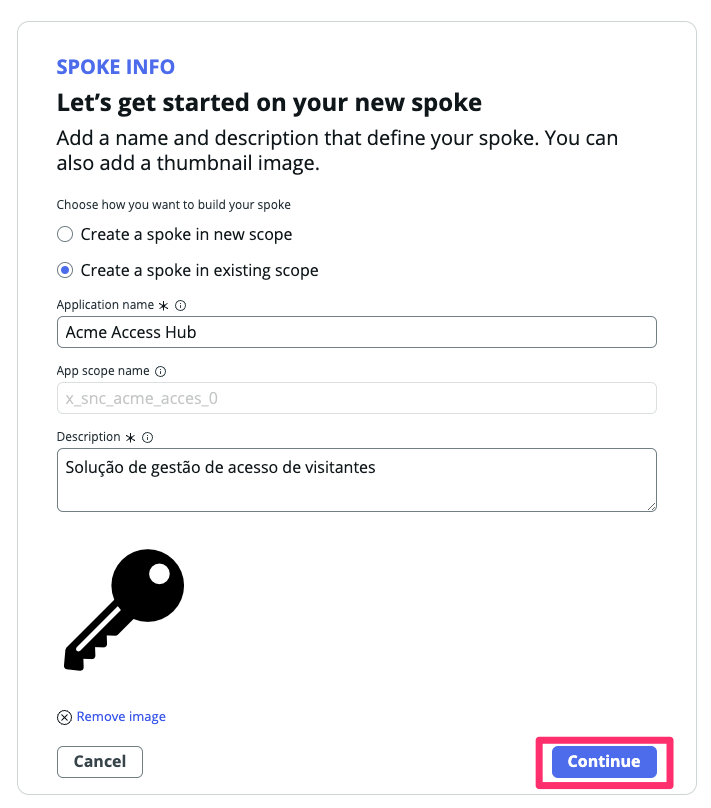 SPOKE INFO
Let's get started on your new spoke
Add a name and description that define your spoke. You can
also add a thumbnail image.
Choose how you want to build your spoke
Create a spoke in new scope
Create a spoke in existing scope
Application name *
Acme Access Hub
App scope name
x_snc_acme_acces_0
Description *
Solução de gestão de acesso de visitantes
Remove image
Cancel
Continue